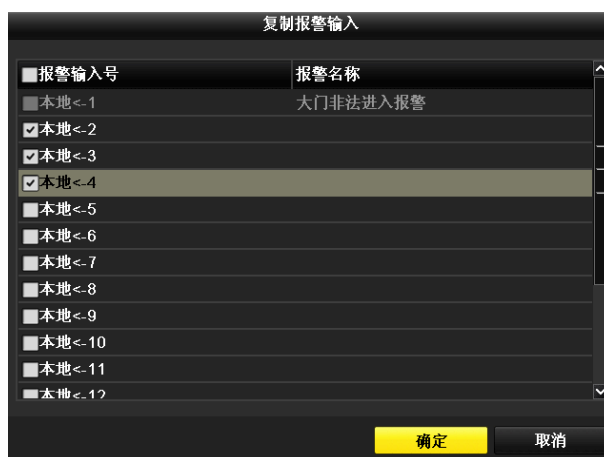 复制报警输入
报警输入号 报警名称
本地<-1 大门非法进入报警
本地<-2
本地<-3
本地<-4
本地<-5
本地<-6
本地<-7
本地<-8
本地<-9
本地<-10
本地<-11
本地<-12
确定 取消